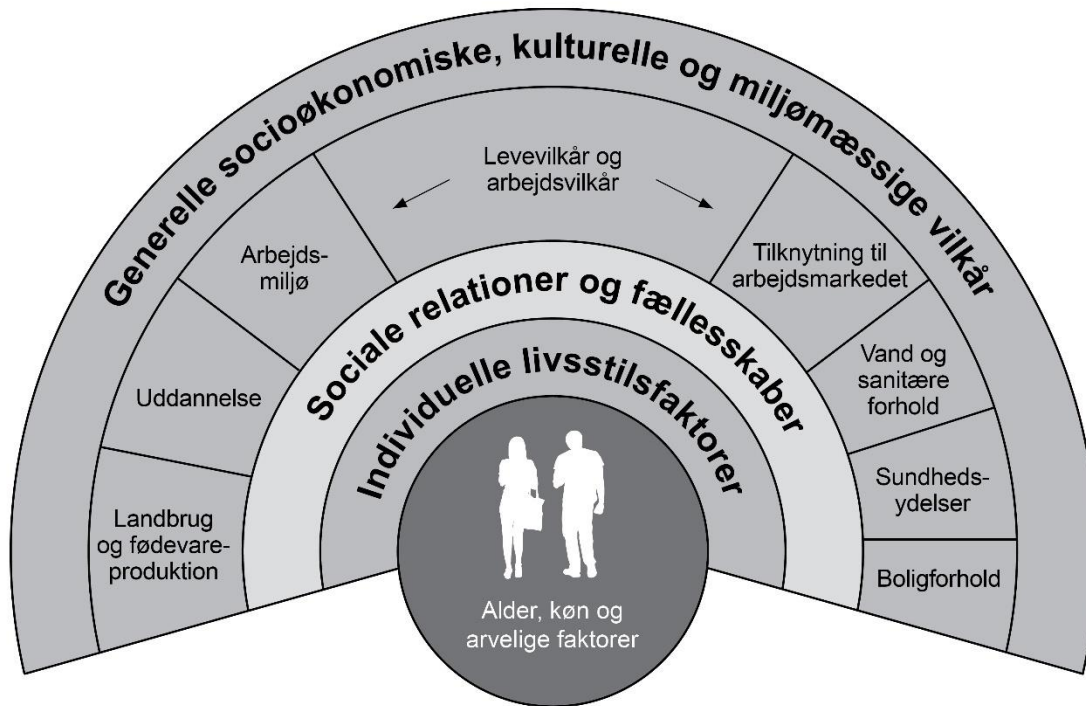 Generelle socioøkonomiske, kulturelle og miljømæssige vilkår
Levevilkår og
arbejdsvilkår
Arbejds-
miljø
Tilknytning til
arbejdsmarkedet
Uddannelse
Vand og
sanitære
forhold
Landbrug
og fødevare-
produktion
Sundheds-
ydelser
Boligforhold
Sociale relationer og fællesskaber
Individuelle livsstilsfaktorer
Alder, køn og
arvelige faktorer